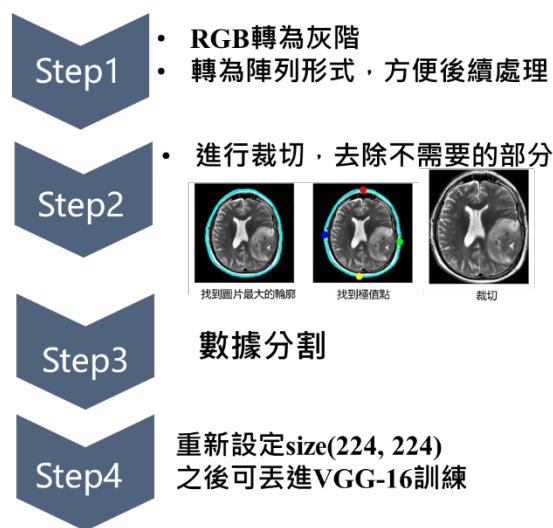 Step1
• RGB轉為灰階
• 轉為陣列形式，方便後續處理
Step2
• 進行裁切，去除不需要的部分
找到圖片最大的輪廓
找到極值點
裁切
Step3
數據分割
Step4
重新設定size(224, 224)
之後可丟進VGG-16訓練